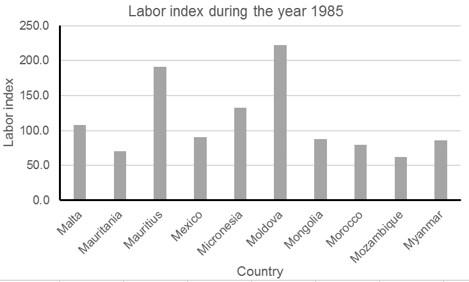 Labor index during the year 1985
250.0
200.0
150.0
100.0
50.0
0.0
Labor index
Malta
Mauritania
Mauritius
Mexico
Micronesia
Moldova
Mongolia
Morocco
Mozambique
Myanmar
Country